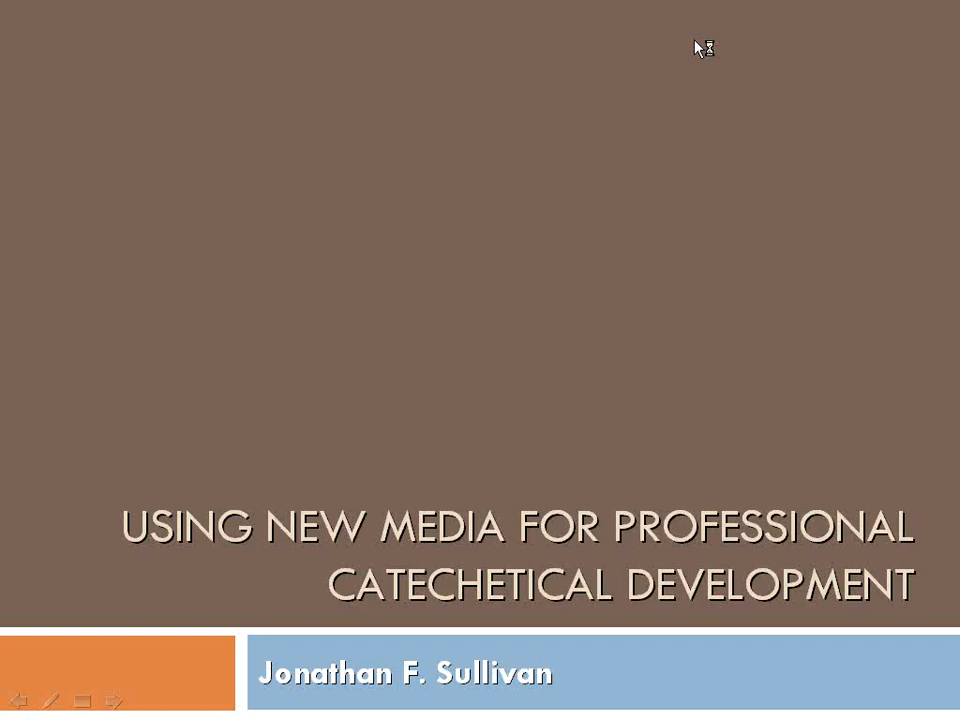 USING NEW MEDIA FOR PROFESSIONAL
CATECHETICAL DEVELOPMENT
Jonathan F. Sullivan